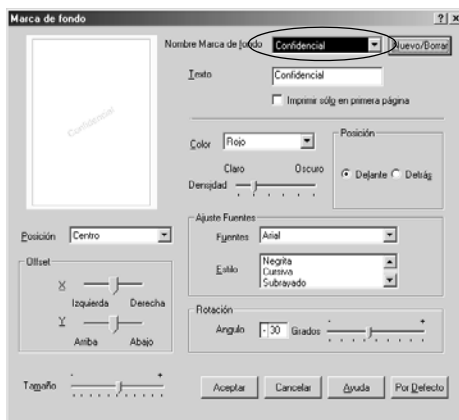 Marca de fondo
Nombre Marca de fondo Confidencial Nuevo/Borrar
Texto Confidencial
Imprimir sólo en primera página
Confidencial
Color Rojo
Claro Oscuro
Densidad
Posición
Delante Detrás
Posición Centro
Ajuste Fuentes
Fuentes Arial
Estilo Negrita
Cursiva
Subrayado
Offset
X
Izquierda Derecha
Y
Arriba Abajo
Rotación
- +
Angulo - 30 Grados
Tamaño - +
Aceptar Cancelar Ayuda Por Defecto